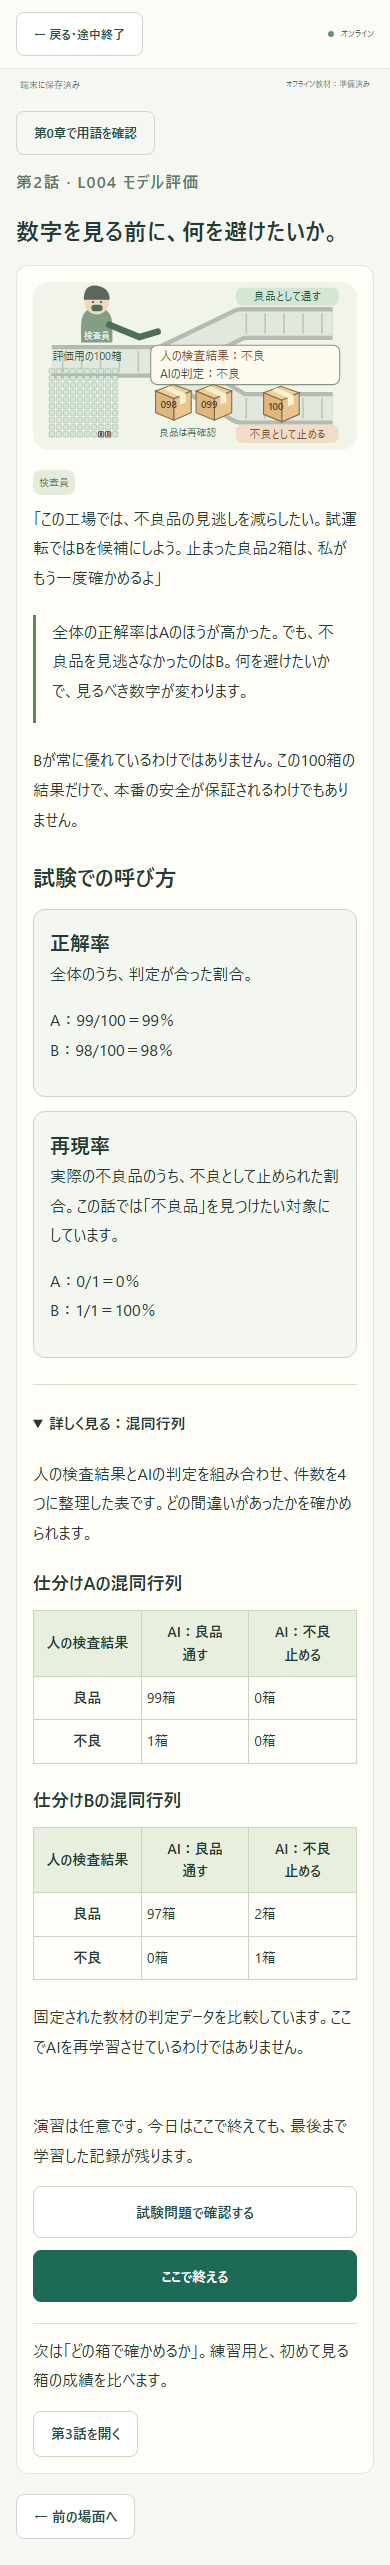 ← 戻る・途中終了
オンライン
端末に保存済み
オフライン教材：準備済み
第0章で用語を確認
第2話 · L004 モデル評価
数字を見る前に、何を避けたいか。
検査員
評価用の100箱
良品として通す
人の検査結果：不良
AIの判定：不良
098
099
100
良品は再確認
不良として止める
検査員
「この工場では、不良品の見逃しを減らしたい。試運
転ではBを候補にしよう。止まった良品2箱は、私が
もう一度確かめるよ」
全体の正解率はAのほうが高かった。でも、不
良品を見逃さなかったのはB。何を避けたいか
で、見るべき数字が変わります。
Bが常に優れているわけではありません。この100箱の
結果だけで、本番の安全が保証されるわけでもあり
ません。
試験での呼び方
正解率
全体のうち、判定が合った割合。
A：99/100＝99％
B：98/100＝98％
再現率
実際の不良品のうち、不良として止められた割
合。この話では「不良品」を見つけたい対象に
しています。
A：0/1＝0％
B：1/1＝100％
▼ 詳しく見る：混同行列
人の検査結果とAIの判定を組み合わせ、件数を4
つに整理した表です。どの間違いがあったかを確かめ
られます。
仕分けAの混同行列
人の検査結果 AI：良品 AI：不良
通す 止める
良品 99箱 0箱
不良 1箱 0箱
仕分けBの混同行列
人の検査結果 AI：良品 AI：不良
通す 止める
良品 97箱 2箱
不良 0箱 1箱
固定された教材の判定データを比較しています。ここ
でAIを再学習させているわけではありません。
演習は任意です。今日はここで終えても、最後まで
学習した記録が残ります。
試験問題で確認する
ここで終える
次は「どの箱で確かめるか」。練習用と、初めて見る
箱の成績を比べます。
第3話を開く
← 前の場面へ